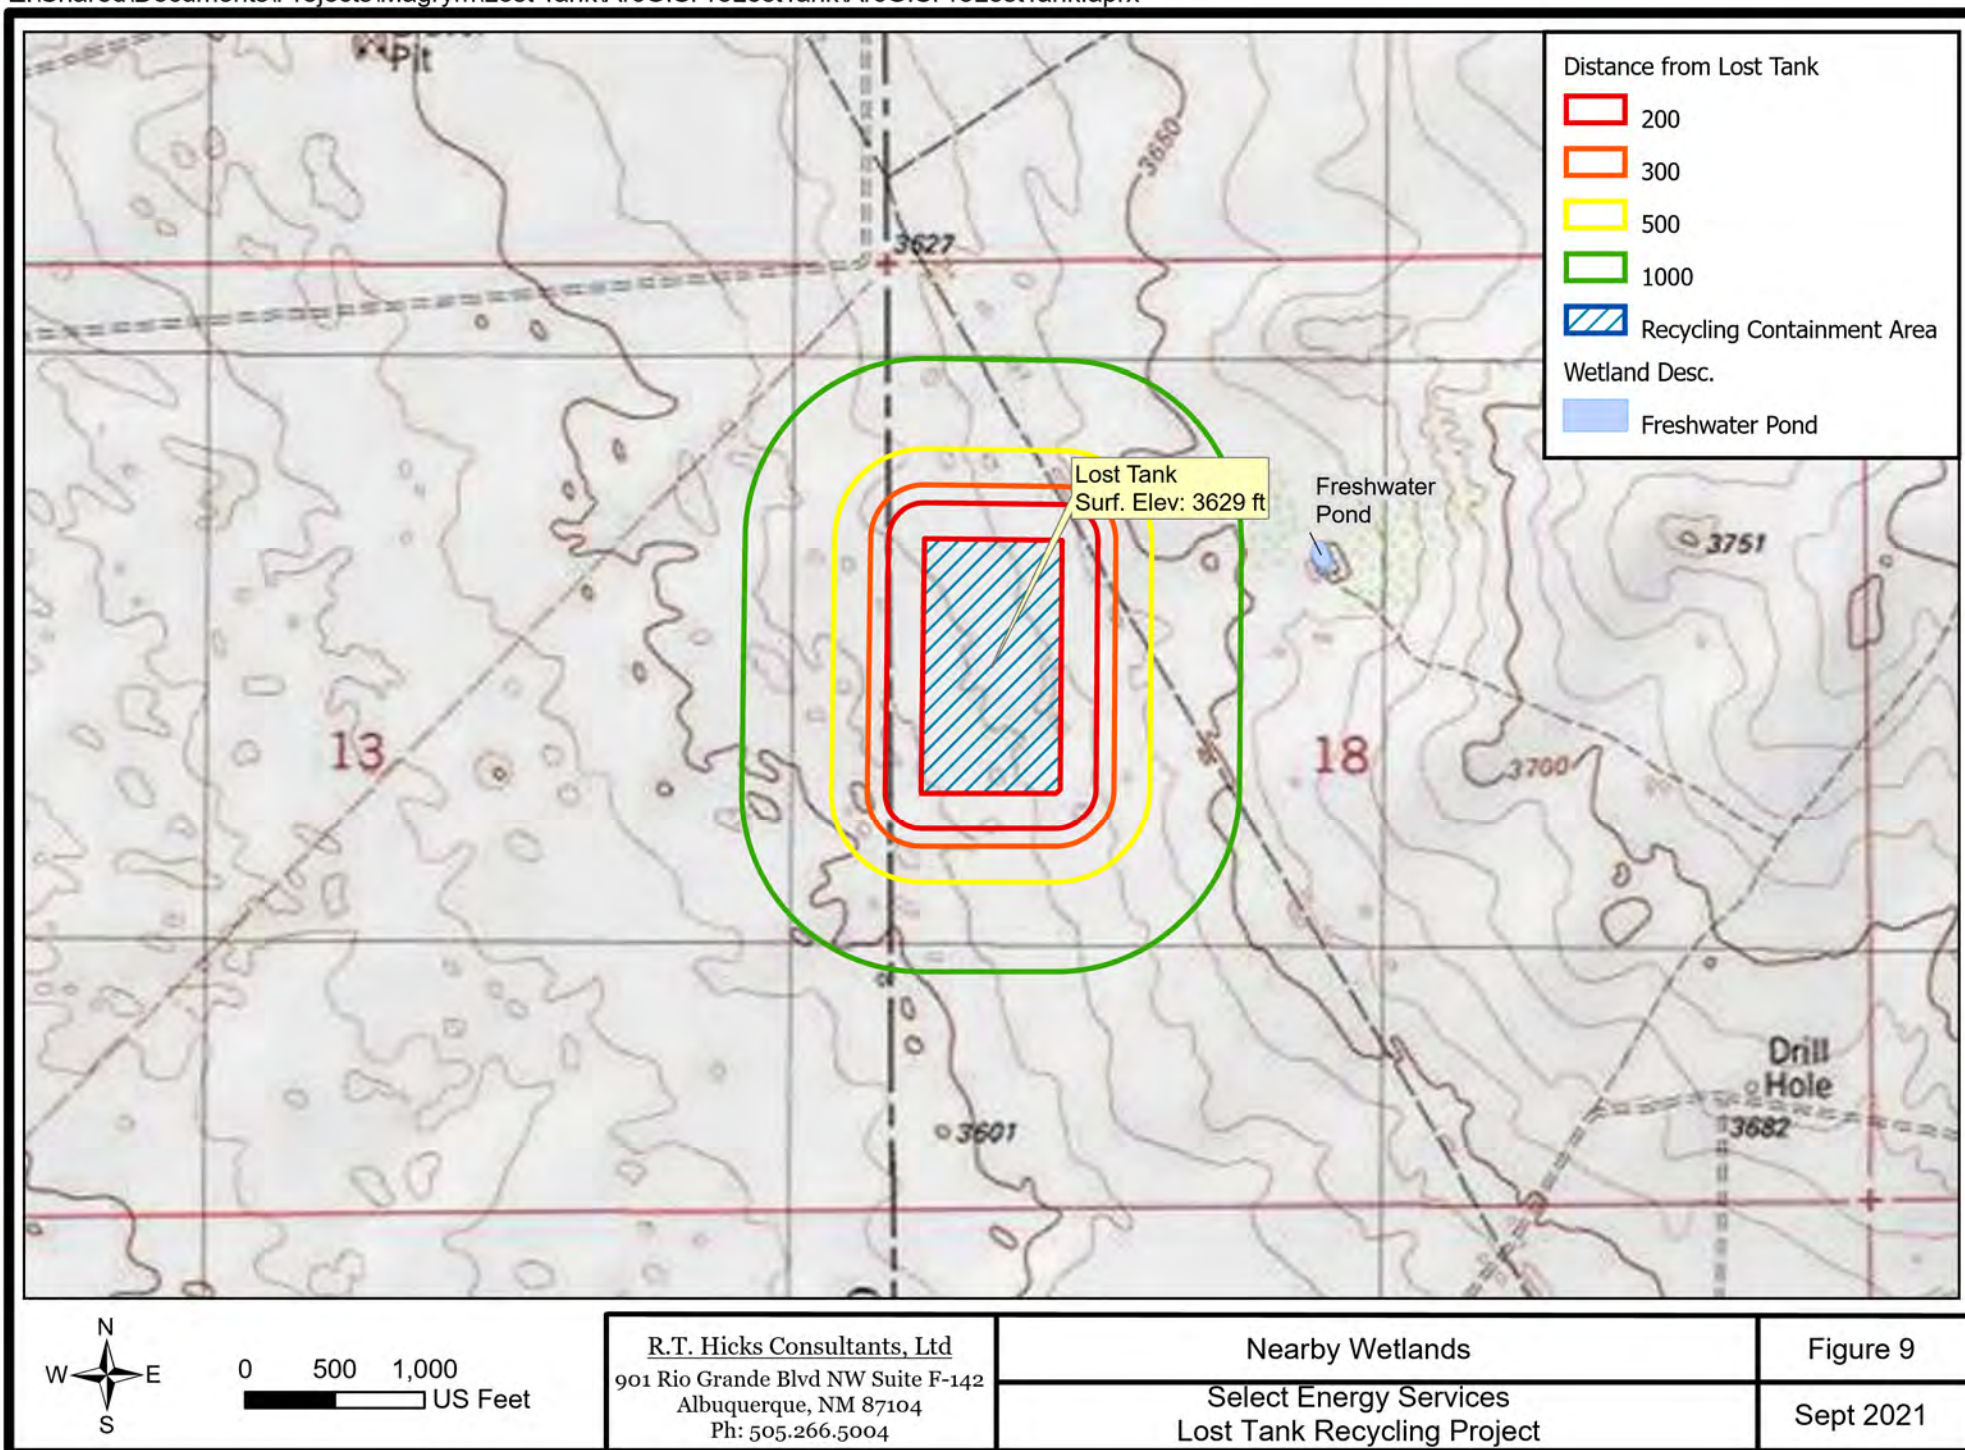 Pit
3650
3627
Distance from Lost Tank
200
300
500
1000
Recycling Containment Area
Wetland Desc.
Freshwater Pond
Lost Tank
Surf. Elev: 3629 ft
Freshwater
Pond
3751
13
18
3700
Drill
Hole
3682
3601
N
W
E
S
0 500 1,000
US Feet
R.T. Hicks Consultants, Ltd
901 Rio Grande Blvd NW Suite F-142
Albuquerque, NM 87104
Ph: 505.266.5004
Nearby Wetlands
Select Energy Services
Lost Tank Recycling Project
Figure 9
Sept 2021